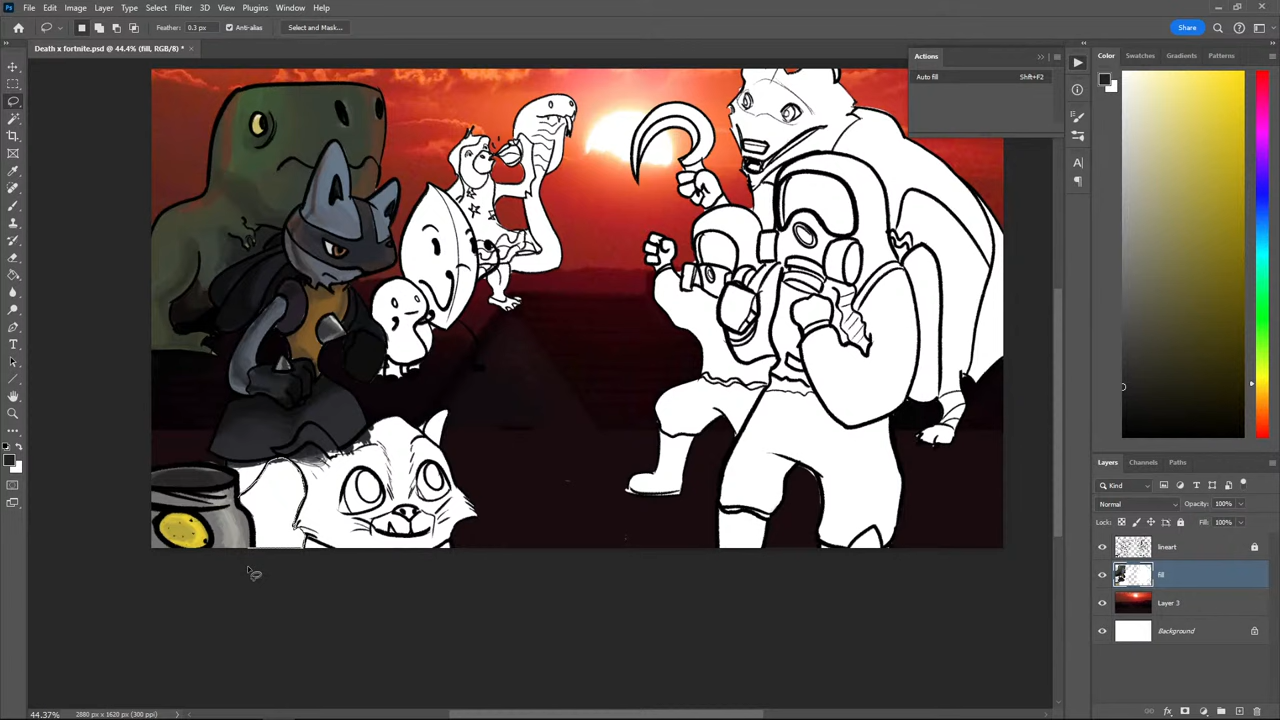 Ps File Edit Image Layer Type Select Filter 3D View Plugins Window Help
Feather: 0.3 px Anti-alias Select and Mask... Share
Death x fortnite.psd @ 44.4% (fill, RGB/8) *
Actions
Auto fill Shift+F2
Color Swatches Gradients Patterns
Layers Channels Paths
Kind
Normal Opacity: 100%
Lock: Fill: 100%
lineart
fill
Layer 3
Background
44.37% 2880 px x 1620 px (300 ppi)